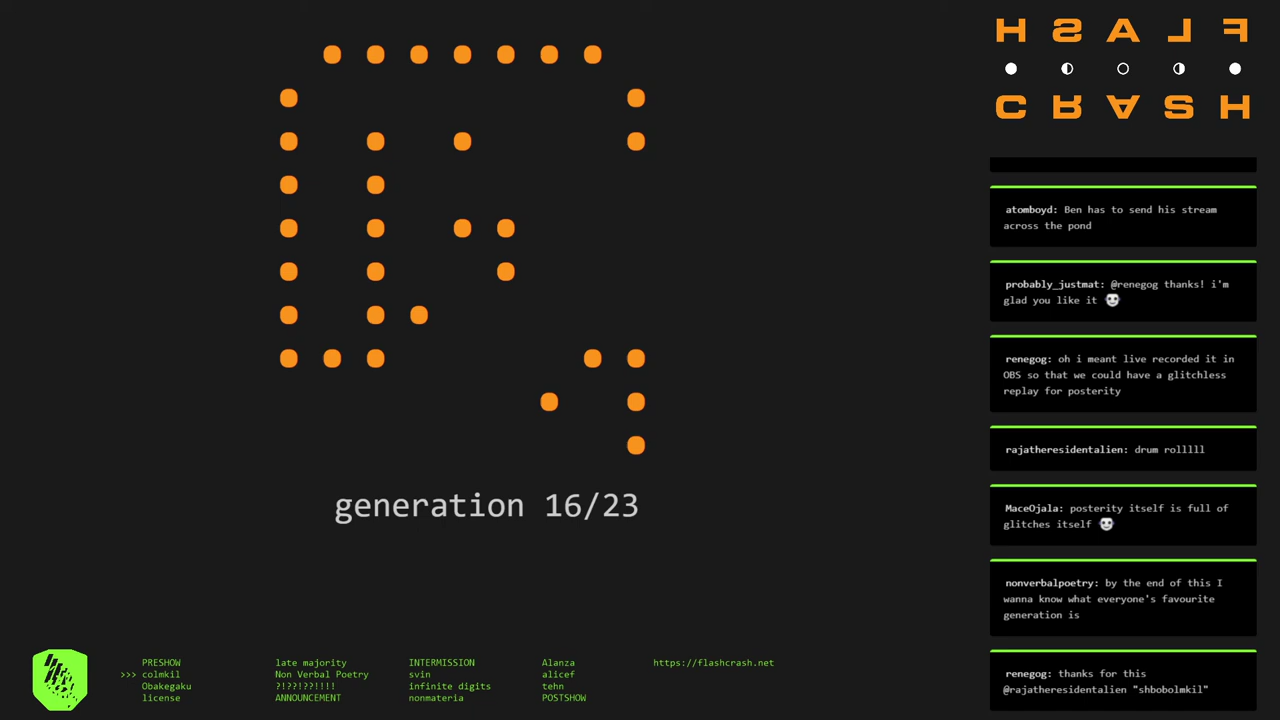 H S A L F
C R A S H
atomboyd: Ben has to send his stream
across the pond
probably_justmat: @renegog thanks! i'm
glad you like it
renegog: oh i meant live recorded it in
OBS so that we could have a glitchless
replay for posterity
rajatheresidentalien: drum rolllll
MaceOjala: posterity itself is full of
glitches itself
nonverbalpoetry: by the end of this I
wanna know what everyone's favourite
generation is
renegog: thanks for this
@rajatheresidentalien "shbobolmkil"
generation 16/23
PRESHOW
>>> colmkil
Obakegaku
license
late majority
Non Verbal Poetry
?!??!??!!!!
ANNOUNCEMENT
INTERMISSION
svin
infinite digits
nonmateria
Alanza
alicef
tehn
POSTSHOW
https://flashcrash.net